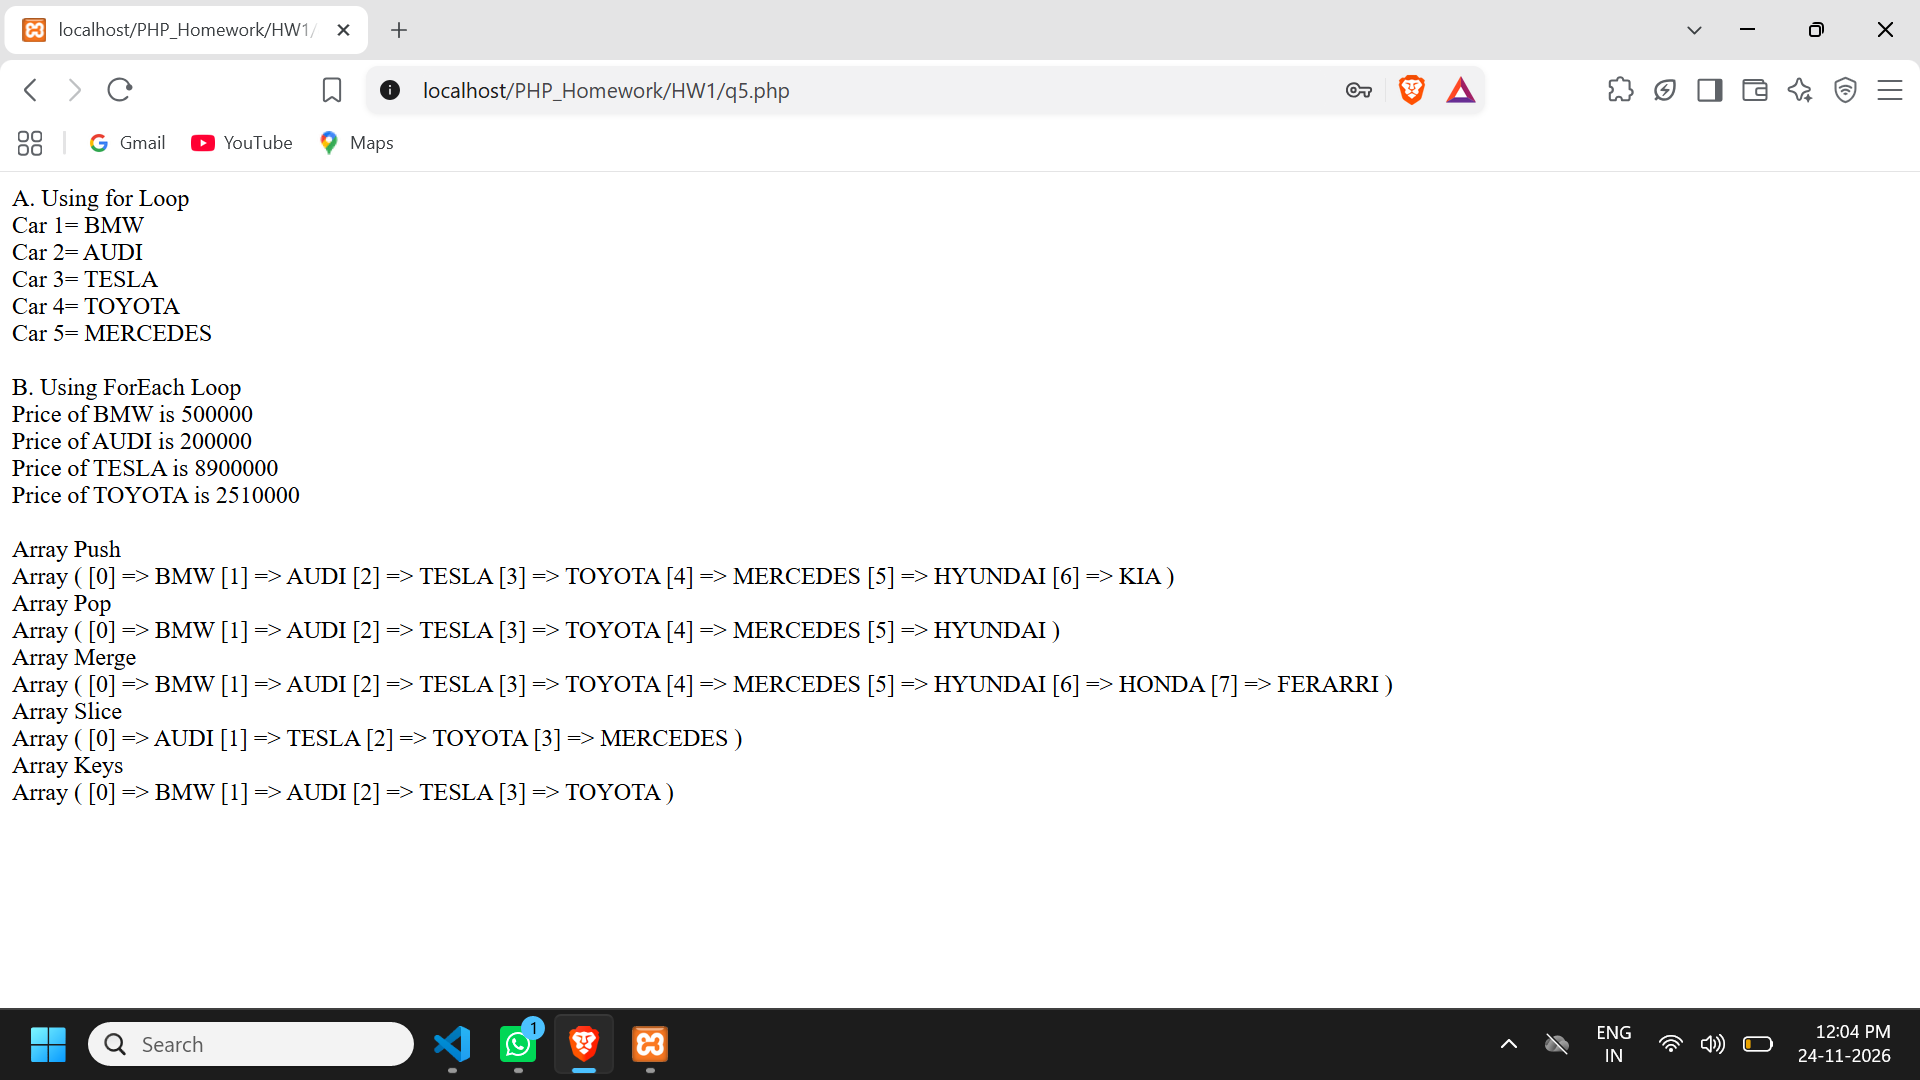 localhost/PHP_Homework/HW1/
localhost/PHP_Homework/HW1/q5.php
Gmail
YouTube
Maps
A. Using for Loop
Car 1= BMW
Car 2= AUDI
Car 3= TESLA
Car 4= TOYOTA
Car 5= MERCEDES
B. Using ForEach Loop
Price of BMW is 500000
Price of AUDI is 200000
Price of TESLA is 8900000
Price of TOYOTA is 2510000
Array Push
Array ( [0] => BMW [1] => AUDI [2] => TESLA [3] => TOYOTA [4] => MERCEDES [5] => HYUNDAI [6] => KIA )
Array Pop
Array ( [0] => BMW [1] => AUDI [2] => TESLA [3] => TOYOTA [4] => MERCEDES [5] => HYUNDAI )
Array Merge
Array ( [0] => BMW [1] => AUDI [2] => TESLA [3] => TOYOTA [4] => MERCEDES [5] => HYUNDAI [6] => HONDA [7] => FERARRI )
Array Slice
Array ( [0] => AUDI [1] => TESLA [2] => TOYOTA [3] => MERCEDES )
Array Keys
Array ( [0] => BMW [1] => AUDI [2] => TESLA [3] => TOYOTA )
Search
1
ENG
IN
12:04 PM
24-11-2026